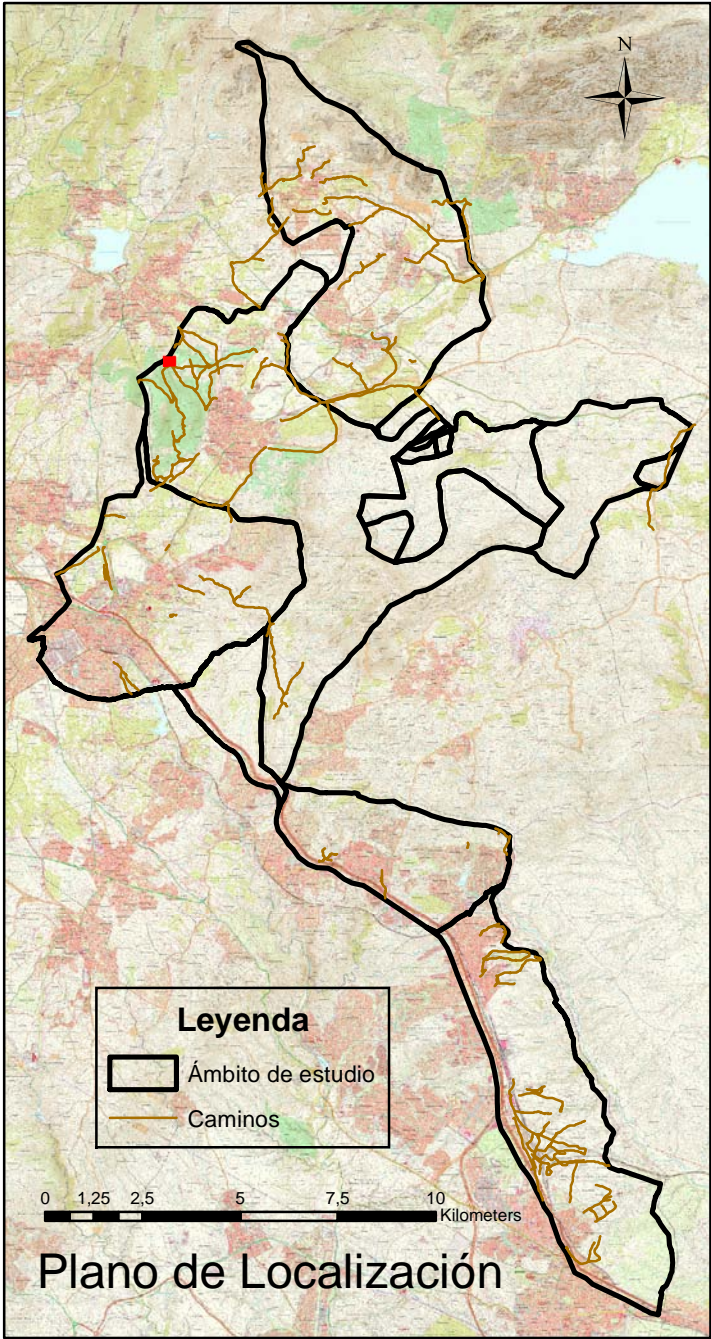 N
Leyenda
Ámbito de estudio
Caminos
0 1,25 2,5 5 7,5 10
Kilometers
Plano de Localización